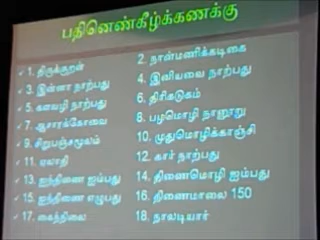 பதினெண்கீழ்க்கணக்கு
1. திருக்குறள்
2. நான்மணிக்கடிகை
3. இன்னா நாற்பது
4. இனியவை நாற்பது
5. களவழி நாற்பது
6. திரிகடுகம்
7. ஆசாரக்கோவை
8. பழமொழி நானூறு
9. சிறுபஞ்சமூலம்
10. முதுமொழிக்காஞ்சி
11. ஏலாதி
12. கார் நாற்பது
13. ஐந்திணை ஐம்பது
14. திணைமொழி ஐம்பது
15. ஐந்திணை எழுபது
16. திணைமாலை 150
17. கைந்நிலை
18. நாலடியார்